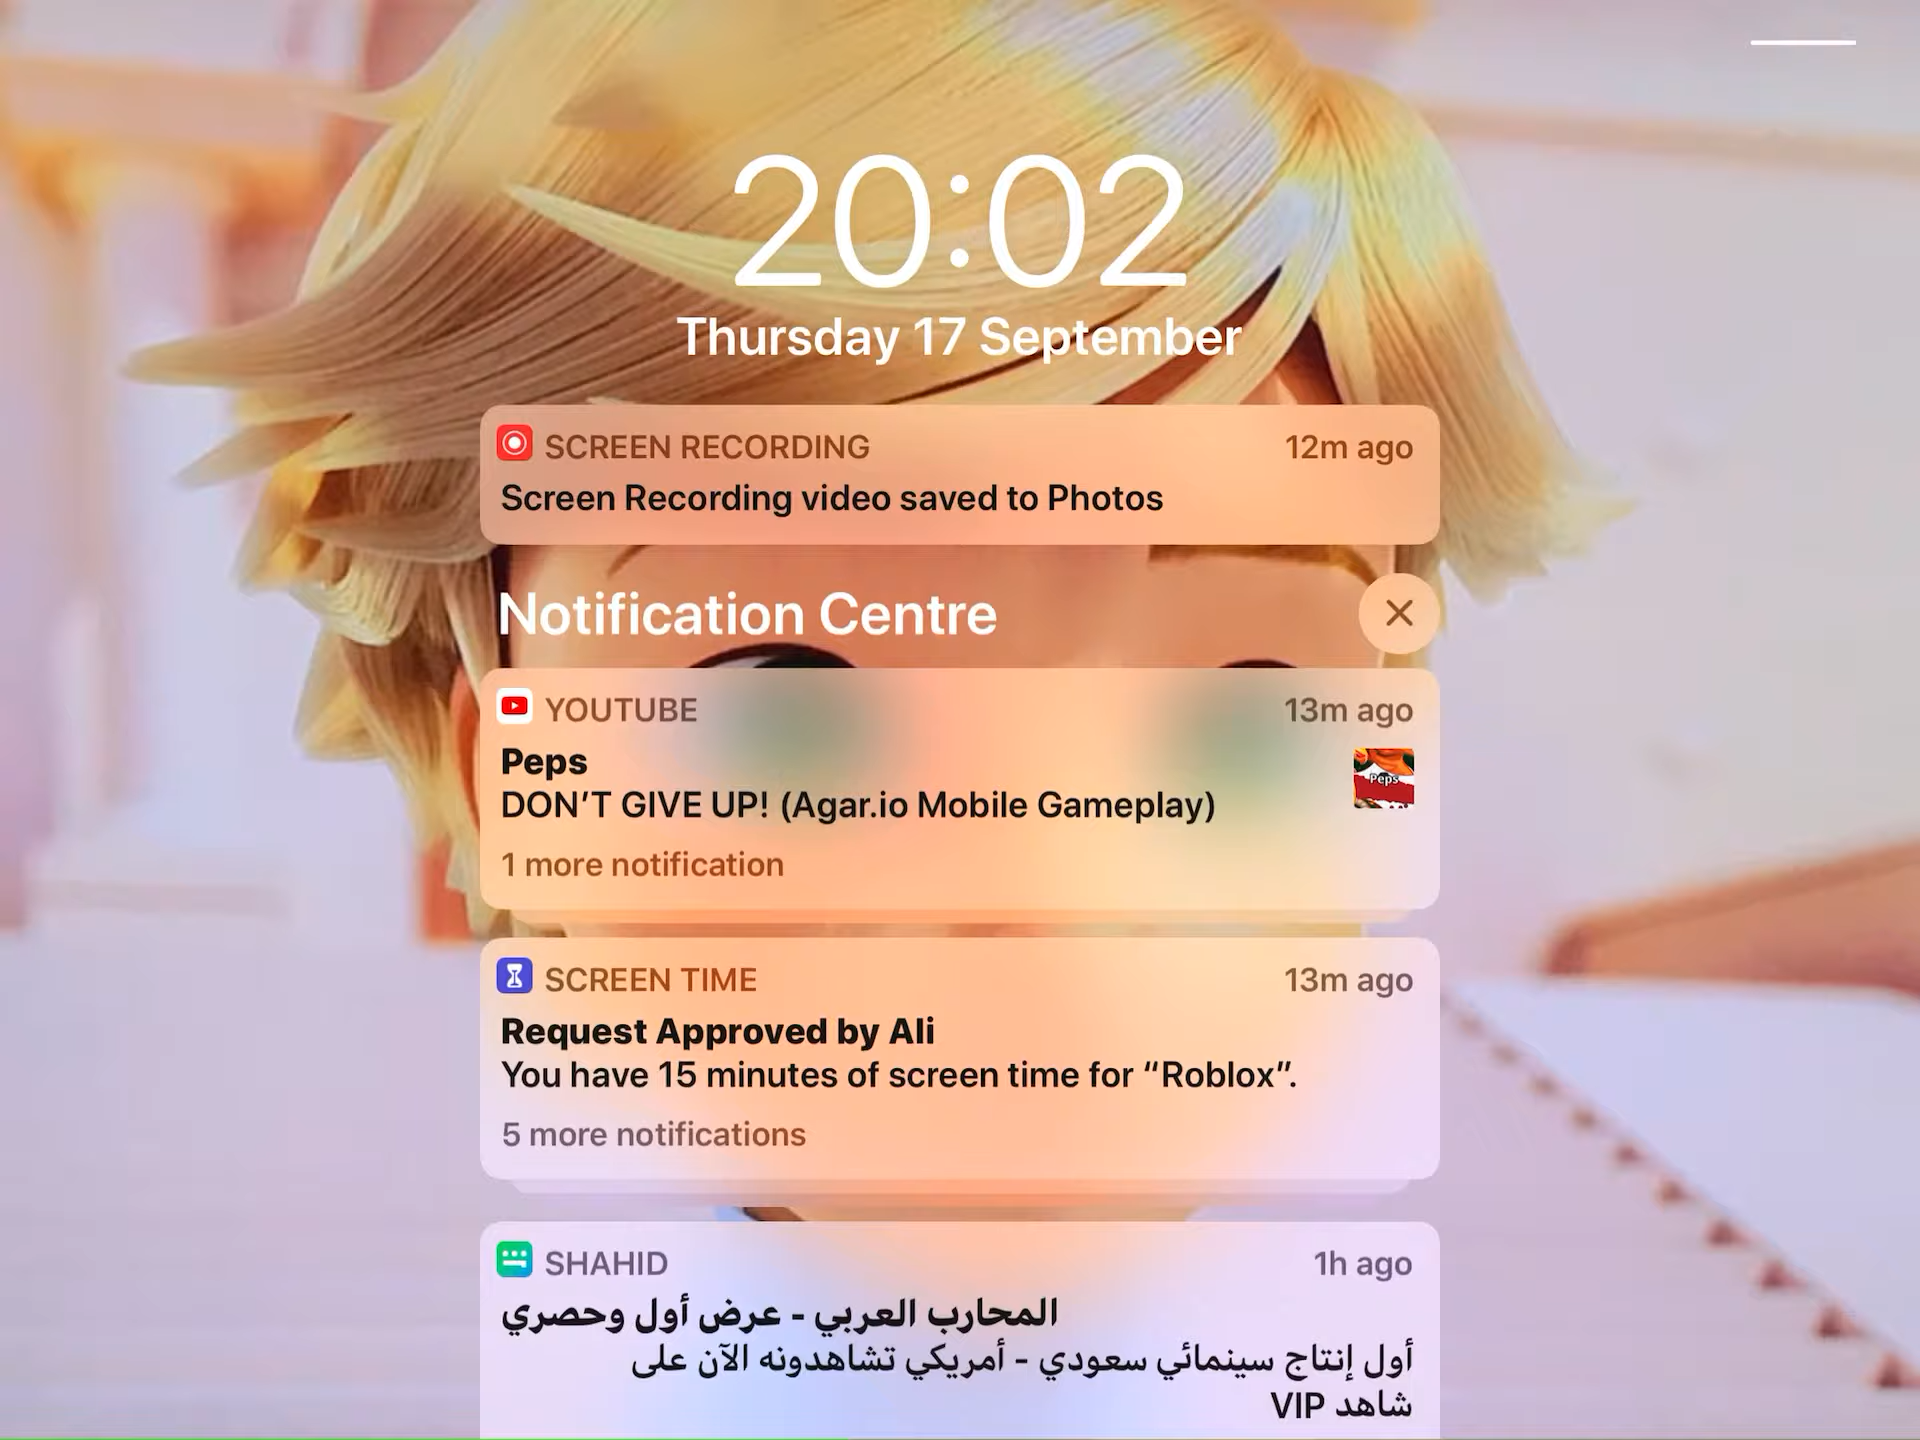 20:02
Thursday 17 September
SCREEN RECORDING 12m ago
Screen Recording video saved to Photos
Notification Centre
YOUTUBE 13m ago
Peps
Peps
DON'T GIVE UP! (Agar.io Mobile Gameplay)
1 more notification
SCREEN TIME 13m ago
Request Approved by Ali
You have 15 minutes of screen time for “Roblox”.
5 more notifications
SHAHID 1h ago
المحارب العربي - عرض أول وحصري
أول إنتاج سينمائي سعودي - أمريكي تشاهدونه الآن على
شاهد VIP